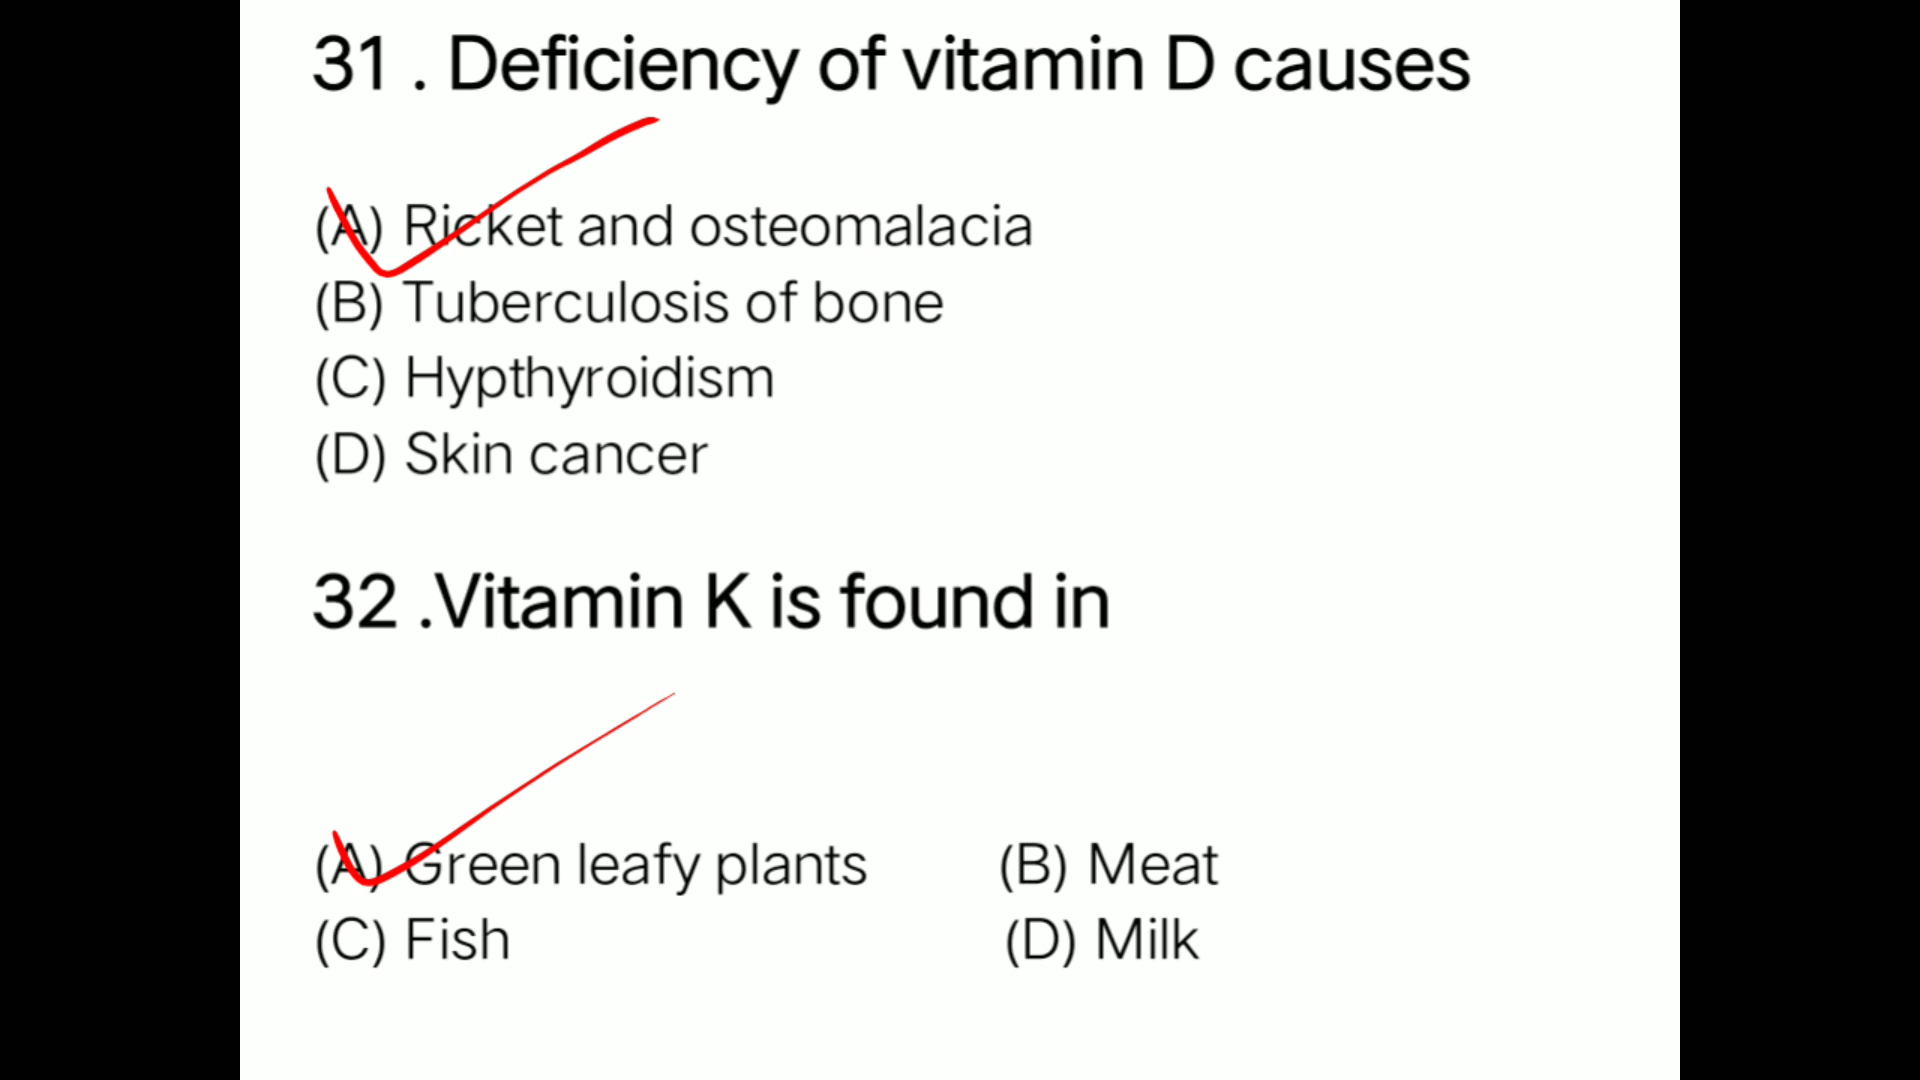 31 . Deficiency of vitamin D causes
(A) Ricket and osteomalacia
(B) Tuberculosis of bone
(C) Hypthyroidism
(D) Skin cancer
32 .Vitamin K is found in
(A) Green leafy plants (B) Meat
(C) Fish (D) Milk